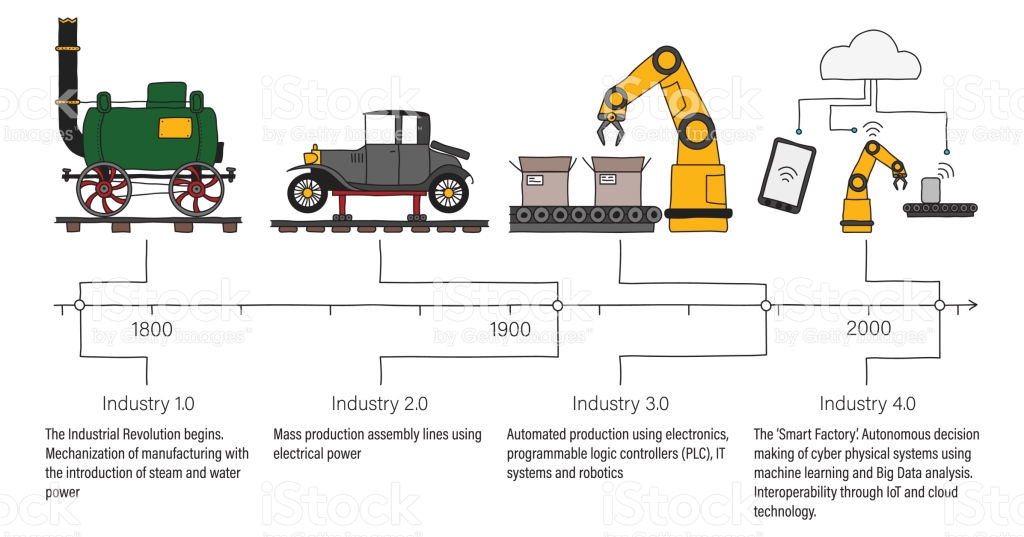 iStock
by Getty Images™
1800
1900
2000
Industry 1.0
Industry 2.0
Industry 3.0
Industry 4.0
The Industrial Revolution begins.
Mechanization of manufacturing with
the introduction of steam and water
power
Mass production assembly lines using
electrical power
Automated production using electronics,
programmable logic controllers (PLC), IT
systems and robotics
The ‘Smart Factory’. Autonomous decision
making of cyber physical systems using
machine learning and Big Data analysis.
Interoperability through IoT and cloud
technology.